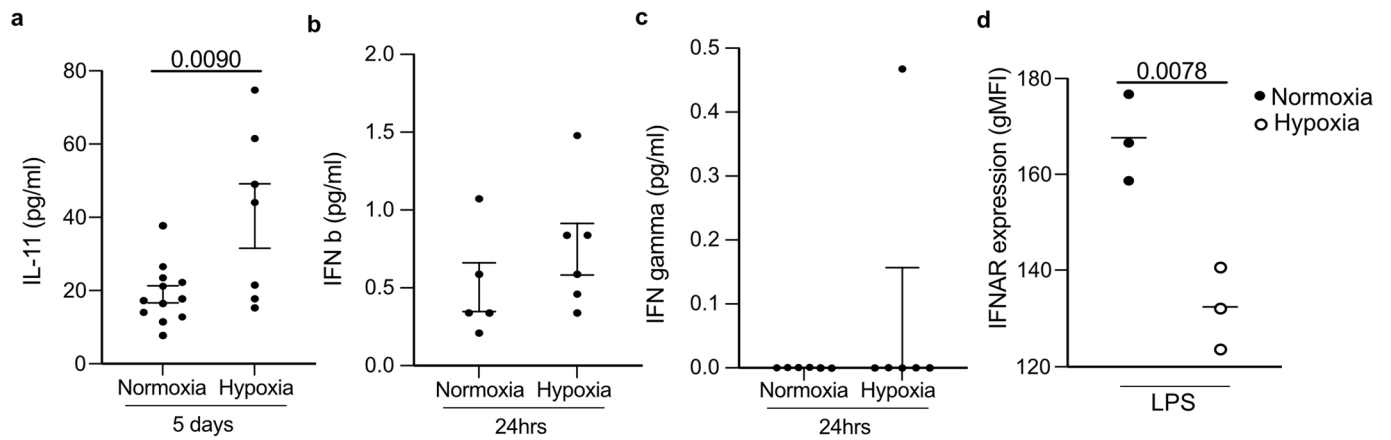 a
0.0090
IL-11 (pg/ml)
80
60
40
20
0
Normoxia Hypoxia
5 days
b
IFN b (pg/ml)
2.0
1.5
1.0
0.5
0.0
Normoxia Hypoxia
24hrs
c
IFN gamma (pg/ml)
0.5
0.4
0.3
0.2
0.1
0.0
Normoxia Hypoxia
24hrs
d
0.0078
IFNAR expression (gMFI)
180
160
140
120
LPS
Normoxia
Hypoxia